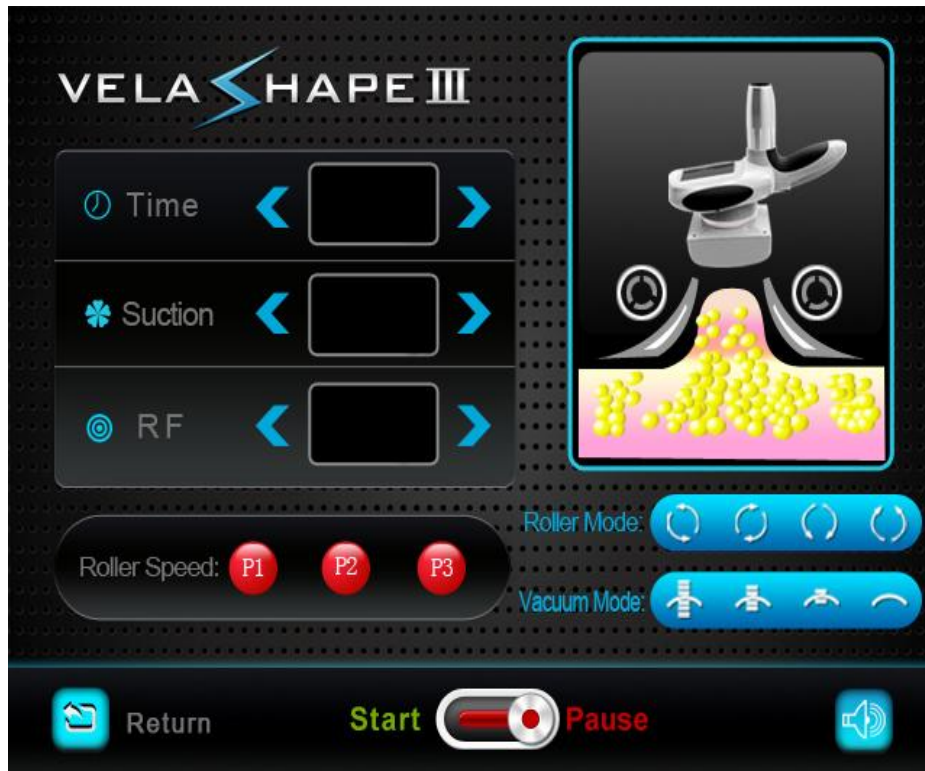 VELASHAPE III
Time
Suction
RF
Roller Mode:
Roller Speed: P1 P2 P3
Vacuum Mode:
Return
Start
Pause